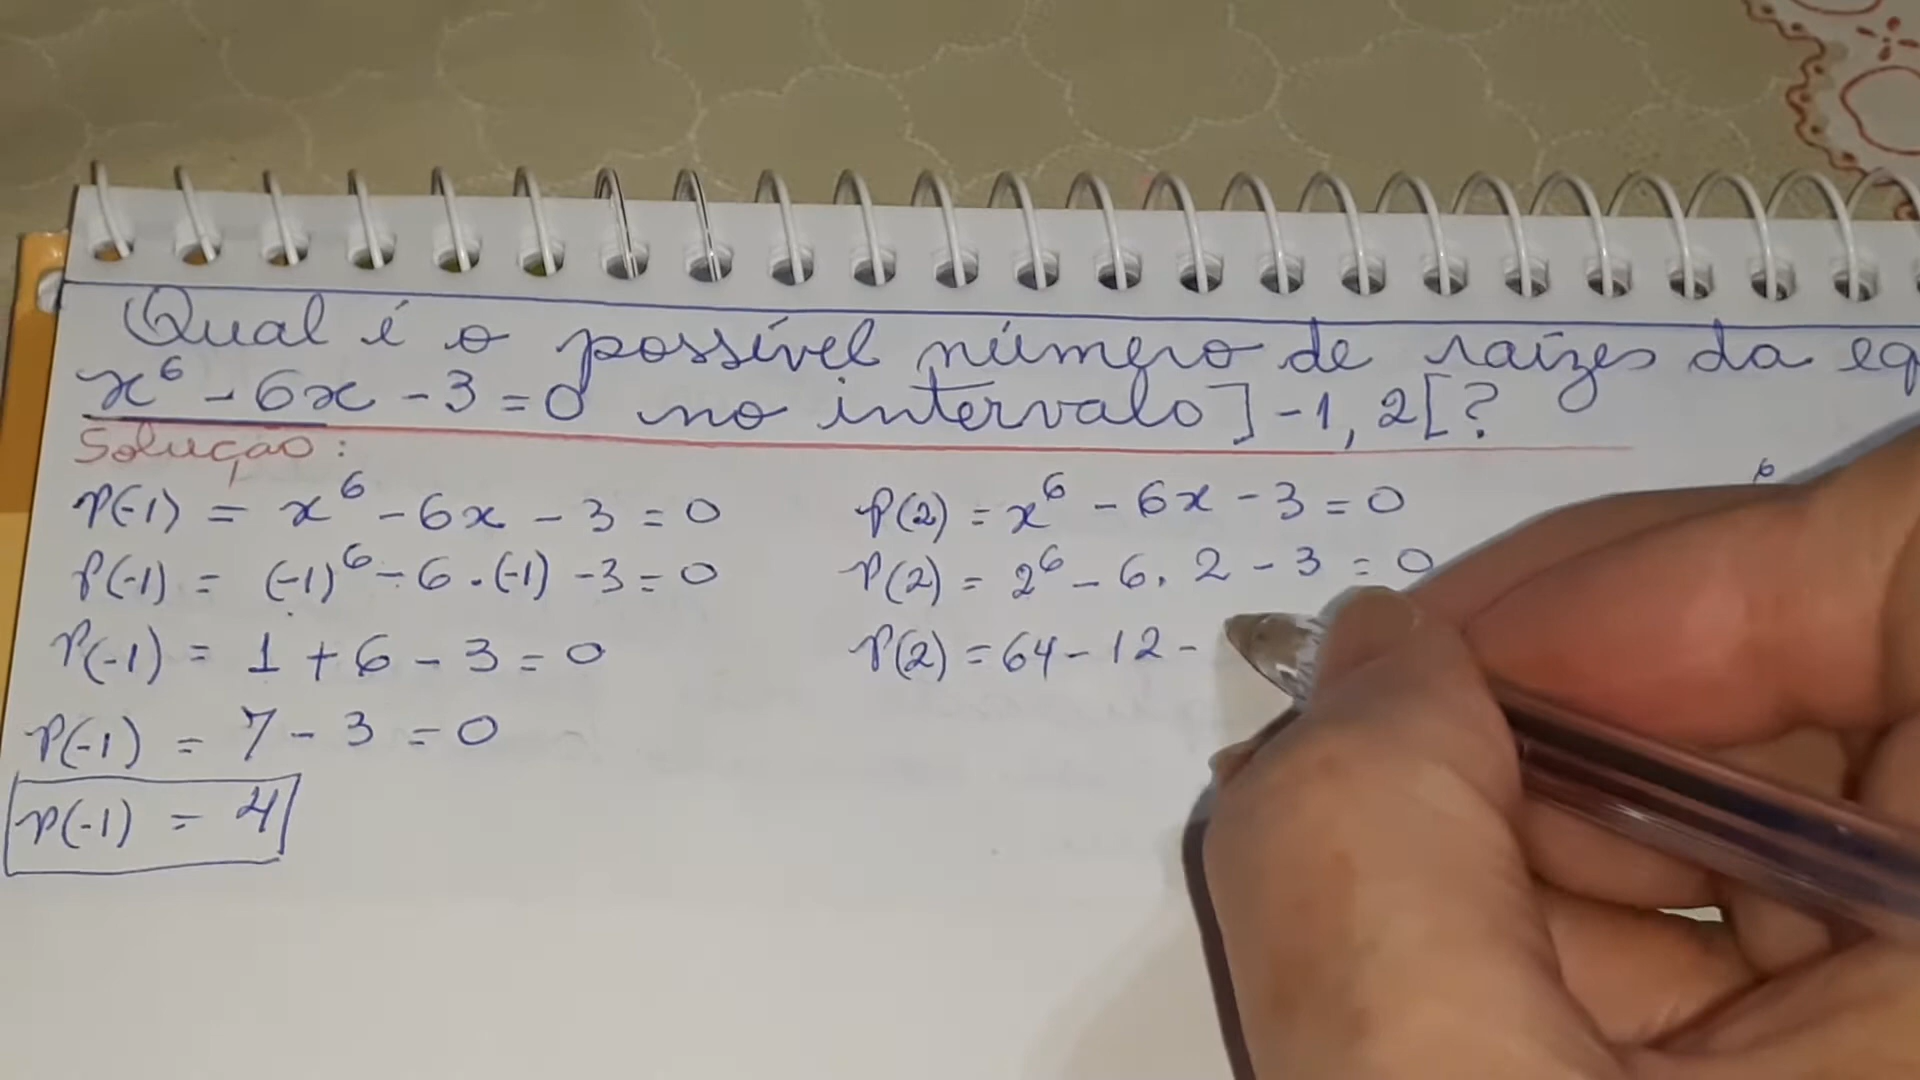 Qual é o possível número de raízes da eq
x⁶ - 6x - 3 = 0 no intervalo ]-1, 2[ ?
Solução:
P(-1) = x⁶ - 6x - 3 = 0
P(-1) = (-1)⁶ - 6 . (-1) - 3 = 0
P(-1) = 1 + 6 - 3 = 0
P(-1) = 7 - 3 = 0
P(-1) = 4
P(2) = x⁶ - 6x - 3 = 0
P(2) = 2⁶ - 6 . 2 - 3 = 0
P(2) = 64 - 12 -